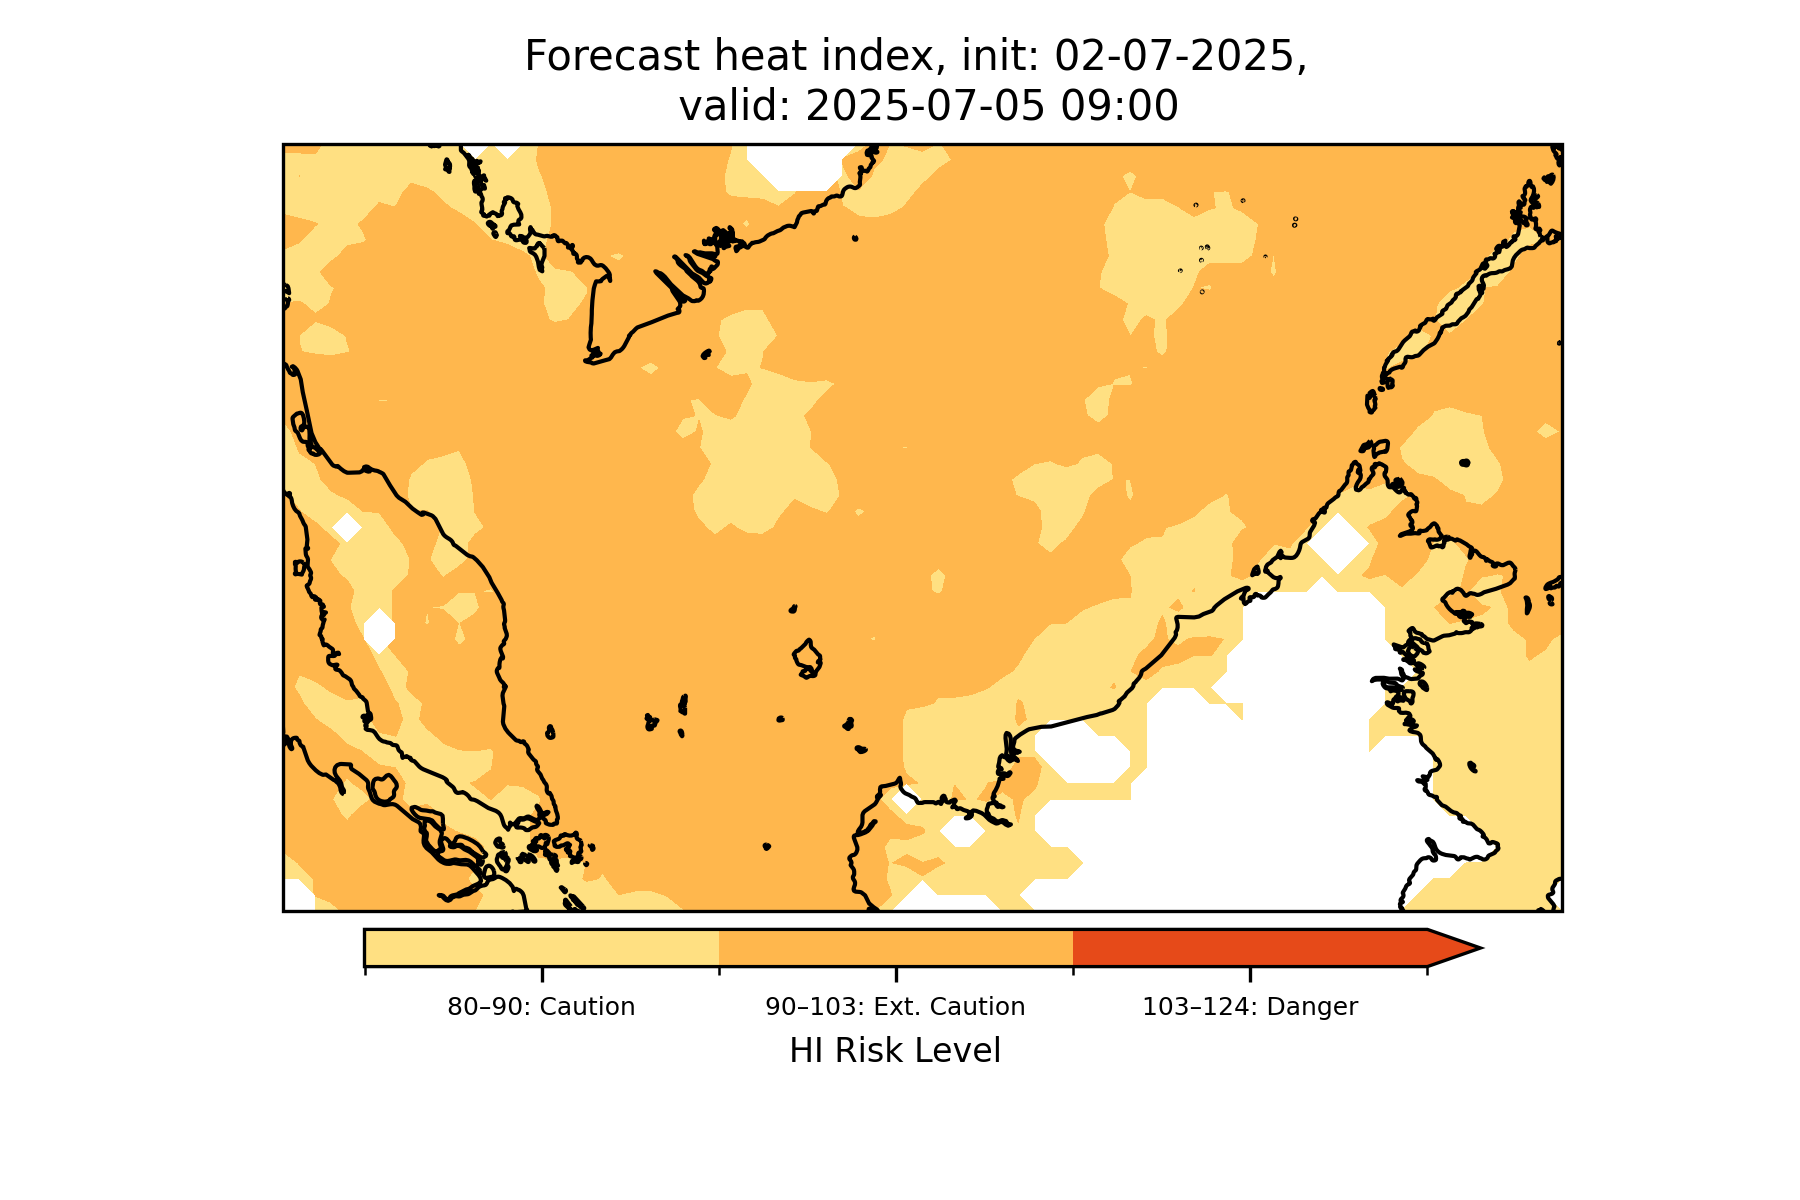 Forecast heat index, init: 02-07-2025,
valid: 2025-07-05 09:00
80–90: Caution
90–103: Ext. Caution
103–124: Danger
HI Risk Level